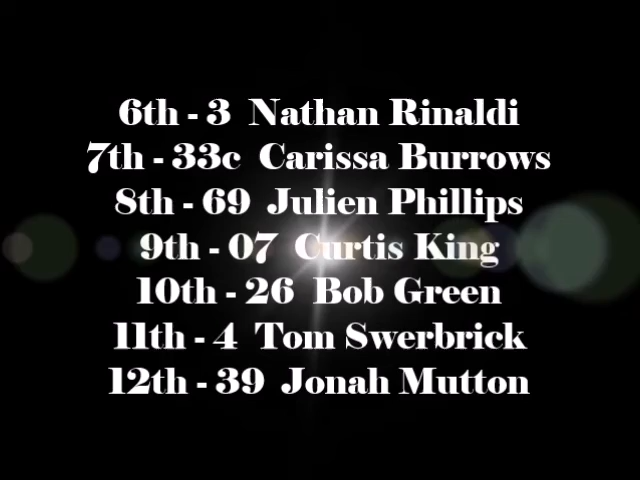 6th - 3 Nathan Rinaldi
7th - 33c Carissa Burrows
8th - 69 Julien Phillips
9th - 07 Curtis King
10th - 26 Bob Green
11th - 4 Tom Swerbrick
12th - 39 Jonah Mutton